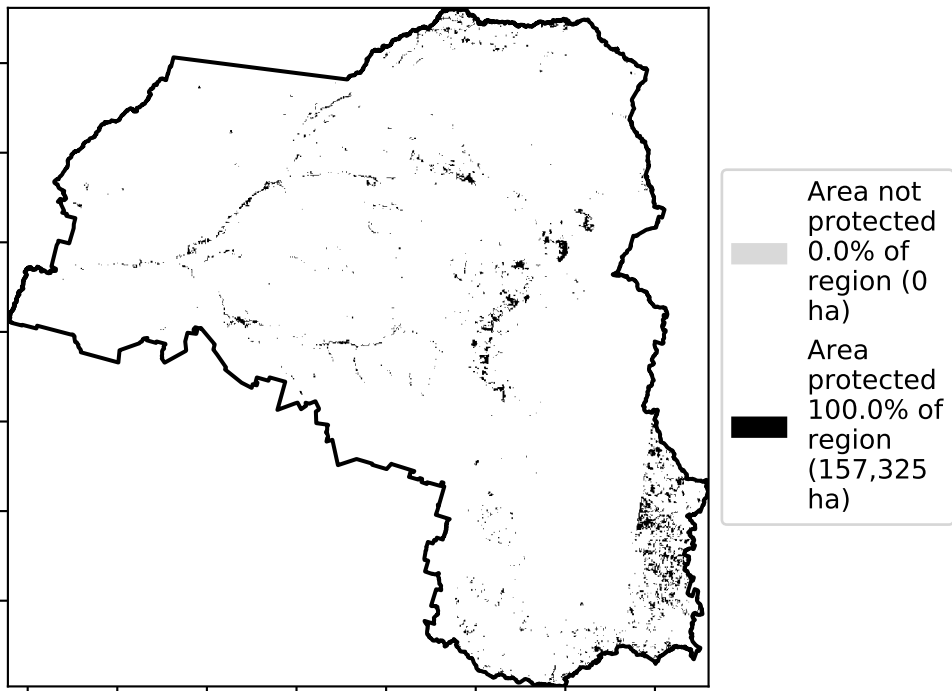 Area not
protected
0.0% of
region (0
ha)
Area
protected
100.0% of
region
(157,325
ha)